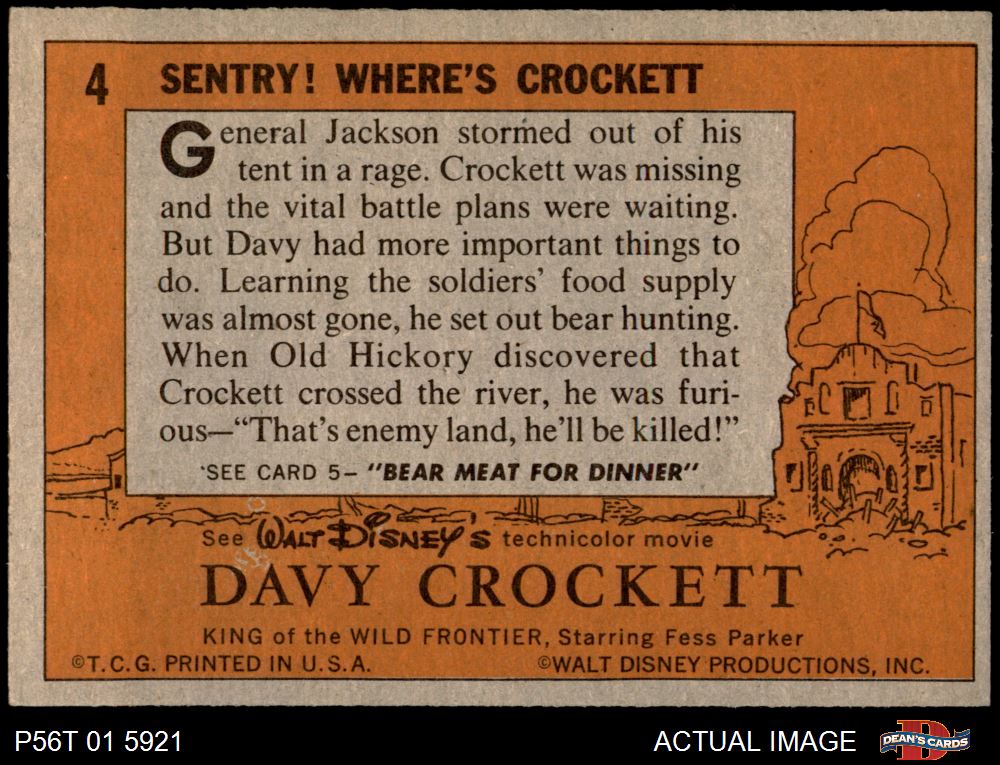 4 SENTRY! WHERE'S CROCKETT
General Jackson stormed out of his
tent in a rage. Crockett was missing
and the vital battle plans were waiting.
But Davy had more important things to
do. Learning the soldiers' food supply
was almost gone, he set out bear hunting.
When Old Hickory discovered that
Crockett crossed the river, he was furi-
ous—"That's enemy land, he'll be killed!"
SEE CARD 5— "BEAR MEAT FOR DINNER"
See WALT DISNEY'S technicolor movie
DAVY CROCKETT
KING of the WILD FRONTIER, Starring Fess Parker
©T.C.G. PRINTED IN U.S.A. ©WALT DISNEY PRODUCTIONS, INC.
P56T 01 5921 ACTUAL IMAGE DEAN'S CARDS